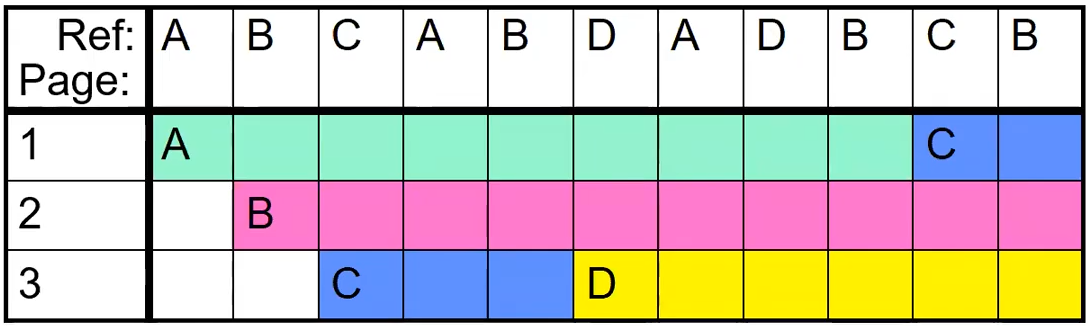 Ref: A B C A B D A D B C B
Page:
1 A C
2 B
3 C D